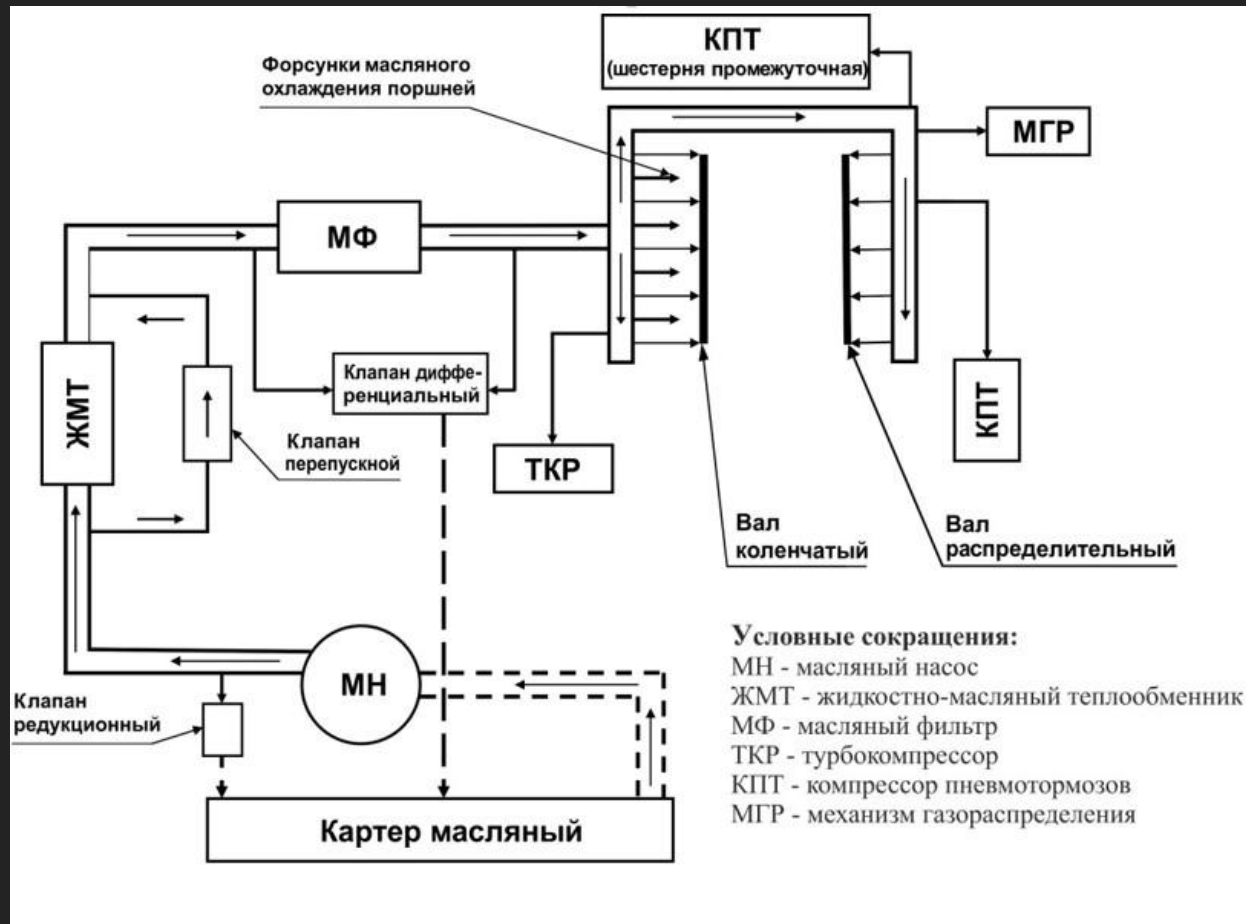 КПТ
(шестерня промежуточная)
Форсунки масляного
охлаждения поршней
МГР
МФ
ЖМТ
Клапан диффе-
ренциальный
КПТ
Клапан
перепускной
ТКР
Вал
коленчатый
Вал
распределительный
МН
Клапан
редукционный
Картер масляный
Условные сокращения:
МН - масляный насос
ЖМТ - жидкостно-масляный теплообменник
МФ - масляный фильтр
ТКР - турбокомпрессор
КПТ - компрессор пневмотормозов
МГР - механизм газораспределения